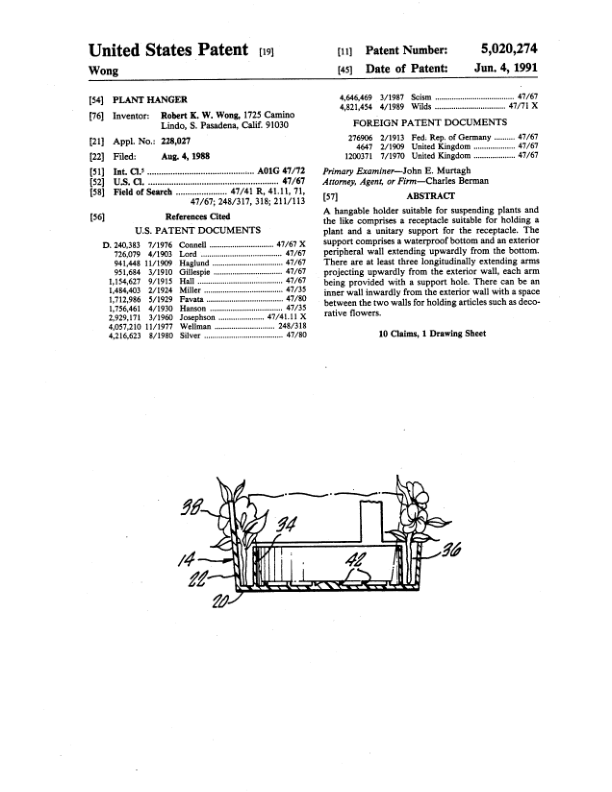 United States Patent [19]
Wong
[11] Patent Number: 5,020,274
[45] Date of Patent: Jun. 4, 1991
[54] PLANT HANGER
[76] Inventor: Robert K. W. Wong, 1725 Camino
Lindo, S. Pasadena, Calif. 91030
[21] Appl. No.: 228,027
[22] Filed: Aug. 4, 1988
[51] Int. Cl.⁵ ................................ A01G 47/72
[52] U.S. Cl. ................................ 47/67
[58] Field of Search ............... 47/41 R, 41.11, 71,
47/67; 248/317, 318; 211/113
[56] References Cited
U.S. PATENT DOCUMENTS
D. 240,383 7/1976 Connell .......................... 47/67 X
726,079 4/1903 Lord ................................ 47/67
941,448 11/1909 Haglund ........................ 47/67
951,684 3/1910 Gillespie ........................ 47/67
1,154,627 9/1915 Hall ................................ 47/67
1,484,403 2/1924 Miller ............................ 47/35
1,712,986 5/1929 Favata ............................ 47/80
1,756,461 4/1930 Hanson .......................... 47/35
2,929,171 3/1960 Josephson .................. 47/41.11 X
4,057,210 11/1977 Wellman ...................... 248/318
4,216,623 8/1980 Silver ............................ 47/80
4,646,469 3/1987 Scism ............................ 47/67
4,821,454 4/1989 Wilds .......................... 47/71 X
FOREIGN PATENT DOCUMENTS
276906 2/1913 Fed. Rep. of Germany ......... 47/67
4647 2/1909 United Kingdom ................. 47/67
1200371 7/1970 United Kingdom ................. 47/67
Primary Examiner—John E. Murtagh
Attorney, Agent, or Firm—Charles Berman
[57] ABSTRACT
A hangable holder suitable for suspending plants and
the like comprises a receptacle suitable for holding a
plant and a unitary support for the receptacle. The
support comprises a waterproof bottom and an exterior
peripheral wall extending upwardly from the bottom.
There are at least three longitudinally extending arms
projecting upwardly from the exterior wall, each arm
being provided with a support hole. There can be an
inner wall inwardly from the exterior wall with a space
between the two walls for holding articles such as deco-
rative flowers.
10 Claims, 1 Drawing Sheet
38
34
14
42
36
22
20